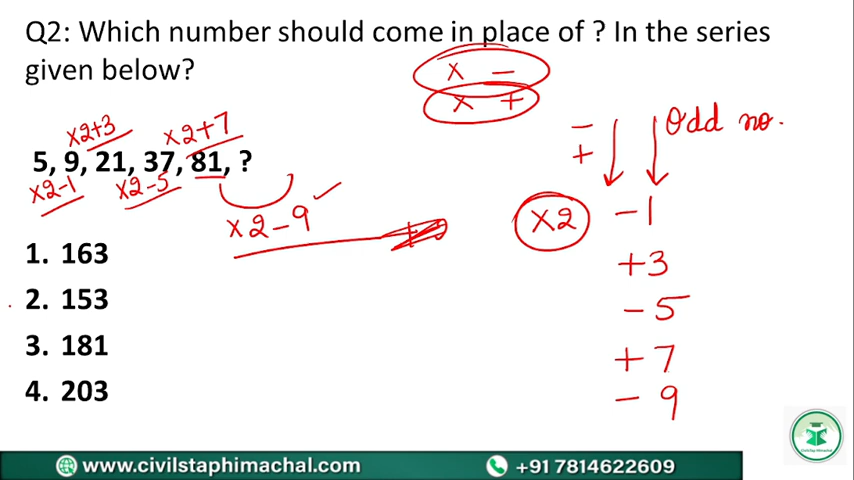 Q2: Which number should come in place of ? In the series
given below?
x -
x +
x2+3 x2+7
5, 9, 21, 37, 81, ?
x2-1 x2-5
x2-9
- +
Odd no.
x2
-1
+3
-5
+7
-9
1. 163
2. 153
3. 181
4. 203
CivilsTap Himachal
www.civilstaphimachal.com
+91 7814622609